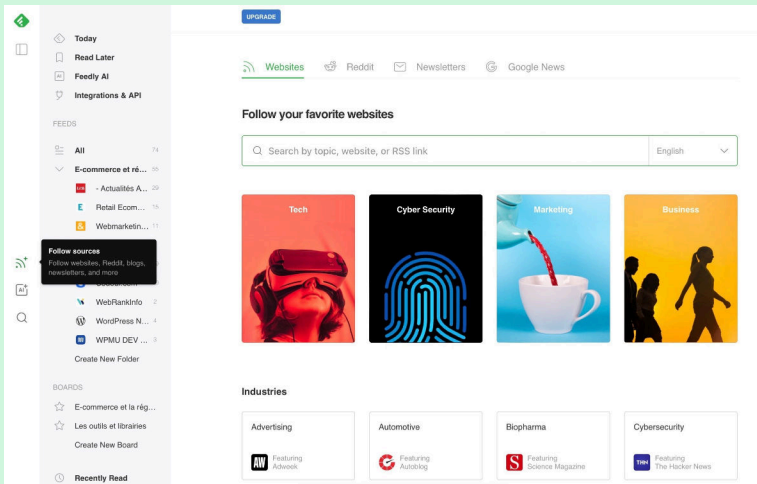 UPGRADE
Today
Read Later
Feedly AI
Integrations & API
FEEDS
All 74
E-commerce et ré...
- Actualités A... 29
Retail Ecom...
Webmarketin... 11
Follow sources
Follow websites, Reddit, blogs,
newsletters, and more
WebRankInfo 2
WordPress N... 4
WPMU DEV ... 3
Create New Folder
BOARDS
E-commerce et la rég...
Les outils et librairies
Create New Board
Recently Read
Websites
Reddit
Newsletters
Google News
Follow your favorite websites
Search by topic, website, or RSS link
English
Tech
Cyber Security
Marketing
Business
Industries
Advertising
Featuring
Adweek
Automotive
Featuring
Autoblog
Biopharma
Featuring
Science Magazine
Cybersecurity
Featuring
The Hacker News